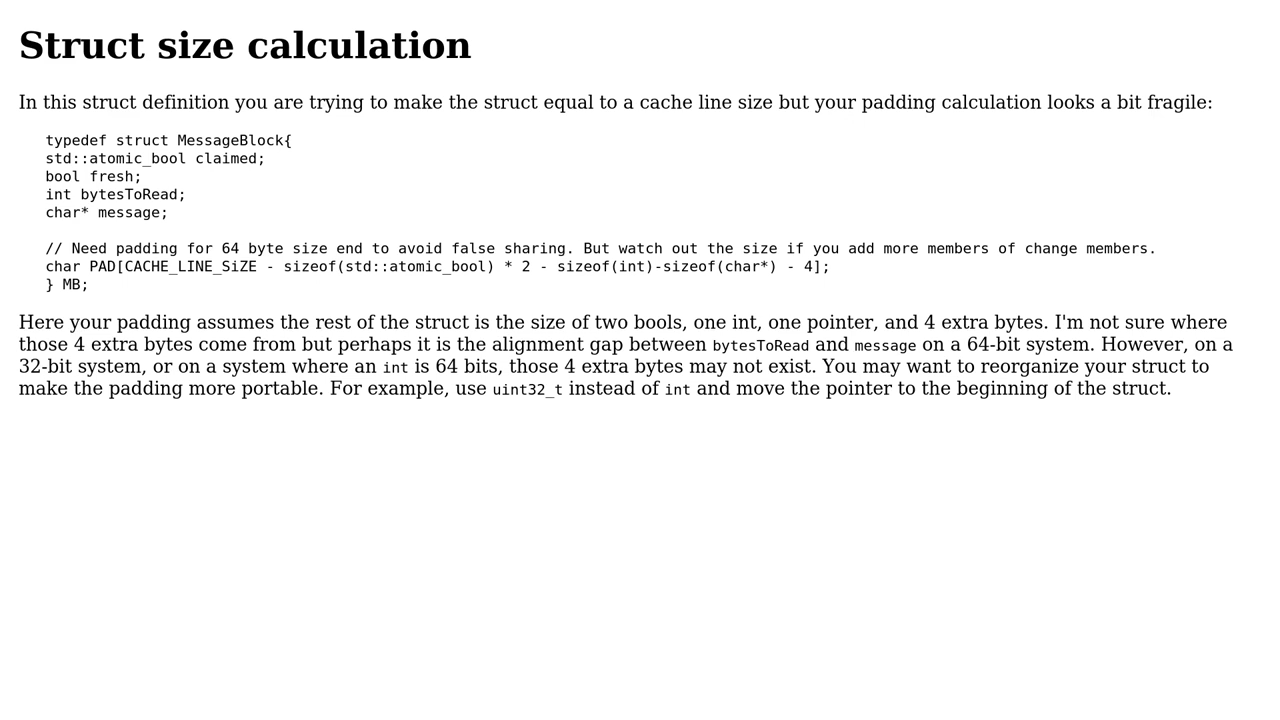 Struct size calculation
In this struct definition you are trying to make the struct equal to a cache line size but your padding calculation looks a bit fragile:
typedef struct MessageBlock{
std::atomic_bool claimed;
bool fresh;
int bytesToRead;
char* message;
// Need padding for 64 byte size end to avoid false sharing. But watch out the size if you add more members of change members.
char PAD[CACHE_LINE_SiZE - sizeof(std::atomic_bool) * 2 - sizeof(int)-sizeof(char*) - 4];
} MB;
Here your padding assumes the rest of the struct is the size of two bools, one int, one pointer, and 4 extra bytes. I'm not sure where
those 4 extra bytes come from but perhaps it is the alignment gap between bytesToRead and message on a 64-bit system. However, on a
32-bit system, or on a system where an int is 64 bits, those 4 extra bytes may not exist. You may want to reorganize your struct to
make the padding more portable. For example, use uint32_t instead of int and move the pointer to the beginning of the struct.